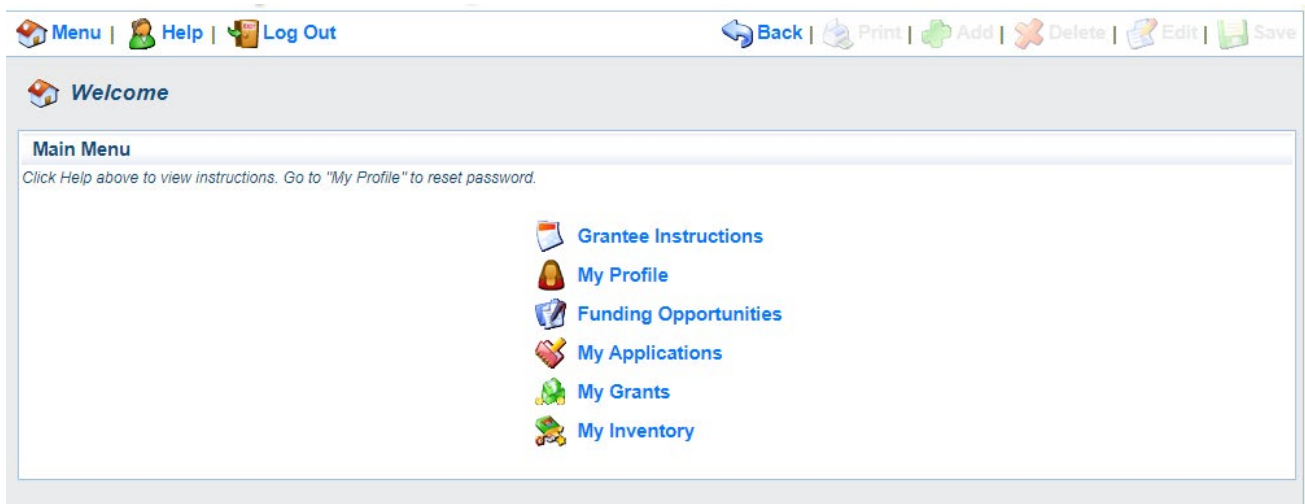 Menu | Help | Log Out Back | Print | Add | Delete | Edit | Save
Welcome
Main Menu
Click Help above to view instructions. Go to "My Profile" to reset password.
Grantee Instructions
My Profile
Funding Opportunities
My Applications
My Grants
My Inventory